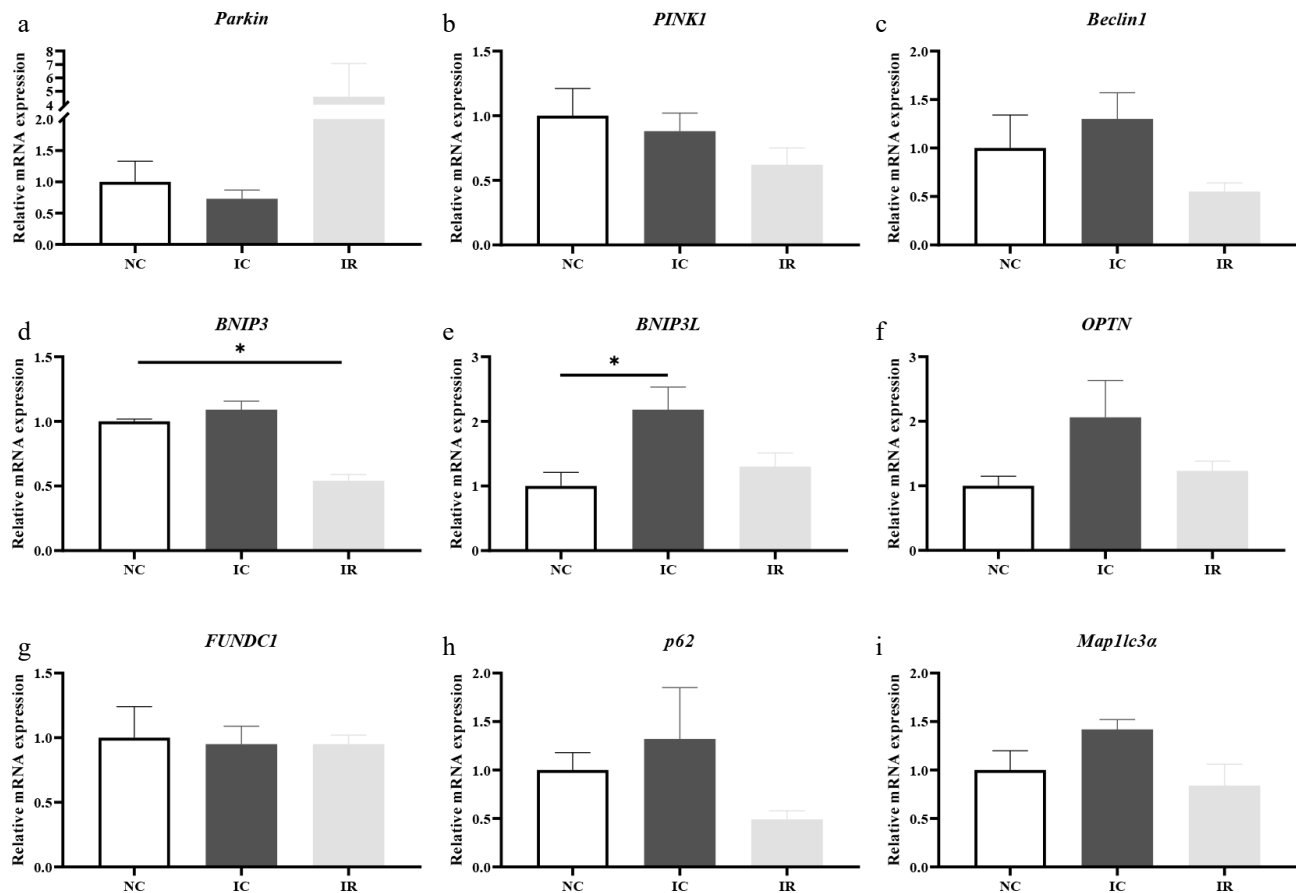 a
Parkin
Relative mRNA expression
8
7
6
5
4
2.0
1.5
1.0
0.5
0.0
NC IC IR
b
PINK1
Relative mRNA expression
1.5
1.0
0.5
0.0
NC IC IR
c
Beclin1
Relative mRNA expression
2.0
1.5
1.0
0.5
0.0
NC IC IR
d
BNIP3
Relative mRNA expression
1.5
1.0
0.5
0.0
*
NC IC IR
e
BNIP3L
Relative mRNA expression
3
2
1
0
*
NC IC IR
f
OPTN
Relative mRNA expression
3
2
1
0
NC IC IR
g
FUNDC1
Relative mRNA expression
1.5
1.0
0.5
0.0
NC IC IR
h
p62
Relative mRNA expression
2.0
1.5
1.0
0.5
0.0
NC IC IR
i
Map1lc3α
Relative mRNA expression
2.0
1.5
1.0
0.5
0.0
NC IC IR